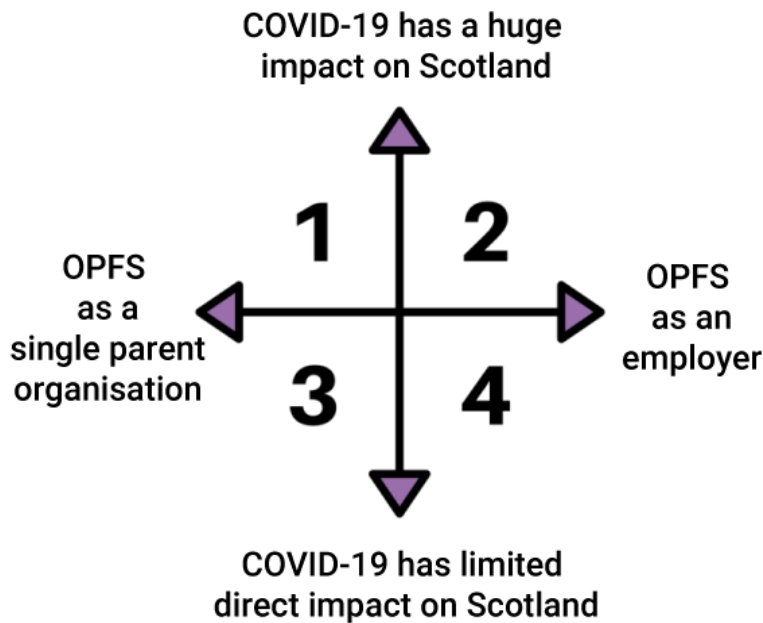 COVID-19 has a huge
impact on Scotland
1
2
OPFS
as a
single parent
organisation
OPFS
as an
employer
3
4
COVID-19 has limited
direct impact on Scotland